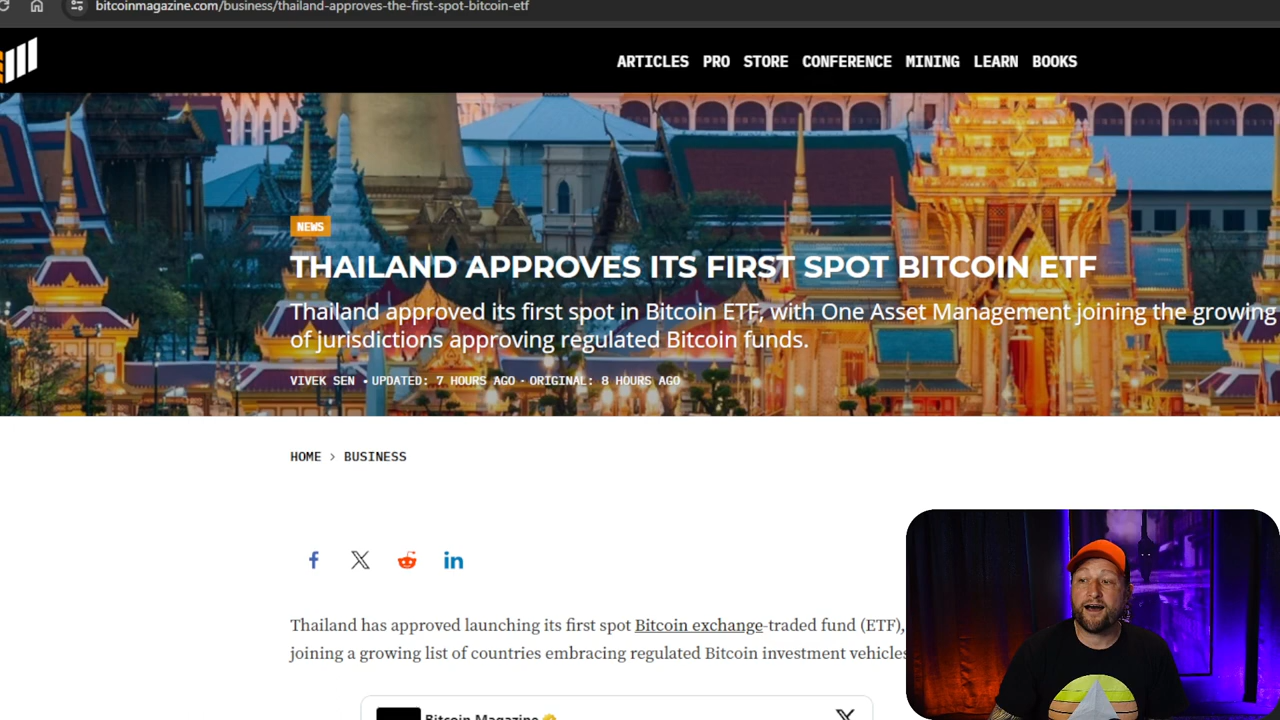 bitcoinmagazine.com/business/thailand-approves-the-first-spot-bitcoin-etf
ARTICLES PRO STORE CONFERENCE MINING LEARN BOOKS
NEWS
THAILAND APPROVES ITS FIRST SPOT BITCOIN ETF
Thailand approved its first spot in Bitcoin ETF, with One Asset Management joining the growing
of jurisdictions approving regulated Bitcoin funds.
VIVEK SEN • UPDATED: 7 HOURS AGO · ORIGINAL: 8 HOURS AGO
HOME > BUSINESS
Thailand has approved launching its first spot Bitcoin exchange-traded fund (ETF),
joining a growing list of countries embracing regulated Bitcoin investment vehicles
Bitcoin Magazine